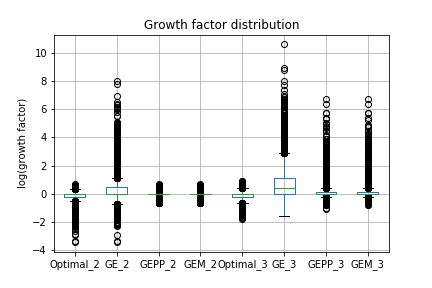 Growth factor distribution
log(growth factor)
10
8
6
4
2
0
−2
−4
Optimal_2 GE_2 GEPP_2 GEM_2 Optimal_3 GE_3 GEPP_3 GEM_3